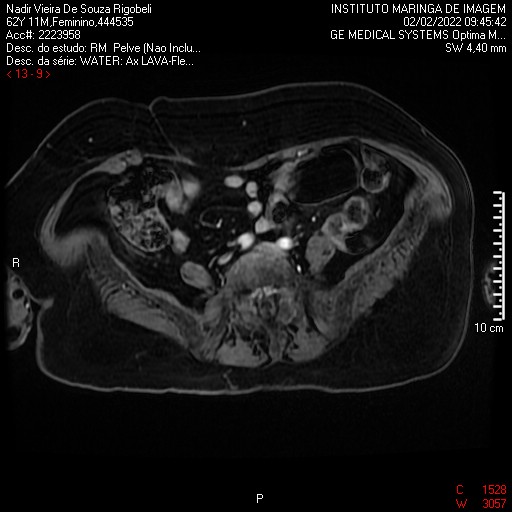 Nadir Vieira De Souza Rigobeli
62Y 11M,Feminino,444535
Acc#: 2223958
Desc. do estudo: RM Pelve (Nao Inclu...
Desc. da série: WATER: Ax LAVA-Fle...
< 13 - 9 >
INSTITUTO MARINGA DE IMAGEM
02/02/2022 09:45:42
GE MEDICAL SYSTEMS Optima M...
SW 4,40 mm
R
10 cm
P
C 1528
W 3057